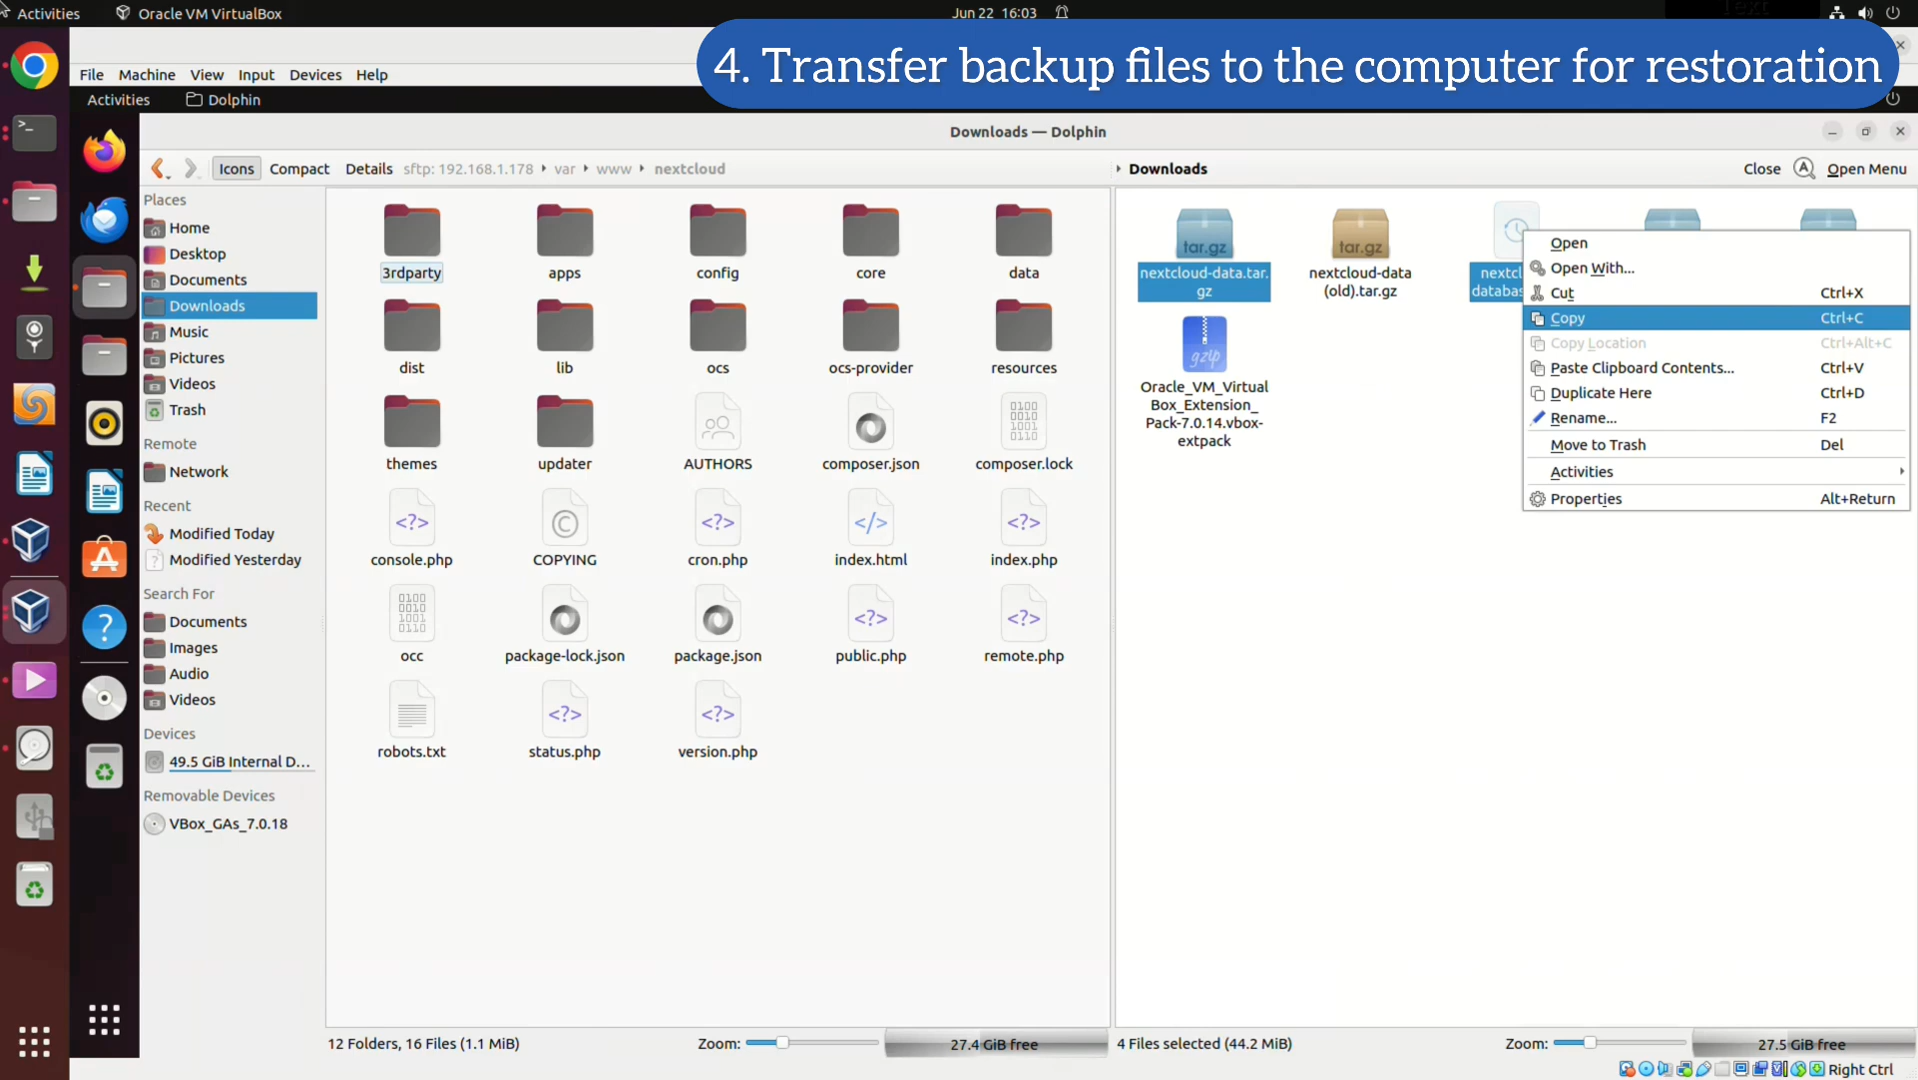 Activities
Oracle VM VirtualBox
Jun 22 16:03
4. Transfer backup files to the computer for restoration
File Machine View Input Devices Help
Activities
Dolphin
Downloads — Dolphin
Icons Compact Details sftp: 192.168.1.178 var www nextcloud
Downloads
Close
Open Menu
Places
Home
Desktop
Documents
Downloads
Music
Pictures
Videos
Trash
Remote
Network
Recent
Modified Today
Modified Yesterday
Search For
Documents
Images
Audio
Videos
Devices
49.5 GiB Internal D...
Removable Devices
VBox_GAs_7.0.18
3rdparty apps config core data
dist lib ocs ocs-provider resources
themes updater AUTHORS composer.json composer.lock
console.php COPYING cron.php index.html index.php
occ package-lock.json package.json public.php remote.php
robots.txt status.php version.php
tar.gz
nextcloud-data.tar.
gz
tar.gz
nextcloud-data
(old).tar.gz
nextcl
databas
gzip
Oracle_VM_Virtual
Box_Extension_
Pack-7.0.14.vbox-
extpack
Open
Open With...
Cut Ctrl+X
Copy Ctrl+C
Copy Location Ctrl+Alt+C
Paste Clipboard Contents... Ctrl+V
Duplicate Here Ctrl+D
Rename... F2
Move to Trash Del
Activities
Properties Alt+Return
12 Folders, 16 Files (1.1 MiB)
Zoom:
27.4 GiB free
4 Files selected (44.2 MiB)
Zoom:
27.5 GiB free
Right Ctrl